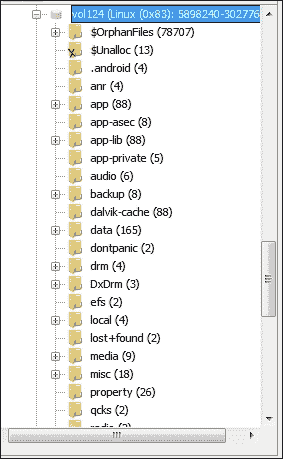 vol124 (Linux (0x83): 5898240-302776
$OrphanFiles (78707)
$Unalloc (13)
.android (4)
anr (4)
app (88)
app-asec (8)
app-lib (88)
app-private (5)
audio (6)
backup (8)
dalvik-cache (88)
data (165)
dontpanic (2)
drm (4)
DxDrm (3)
efs (2)
local (4)
lost+found (2)
media (9)
misc (18)
property (26)
qcks (2)